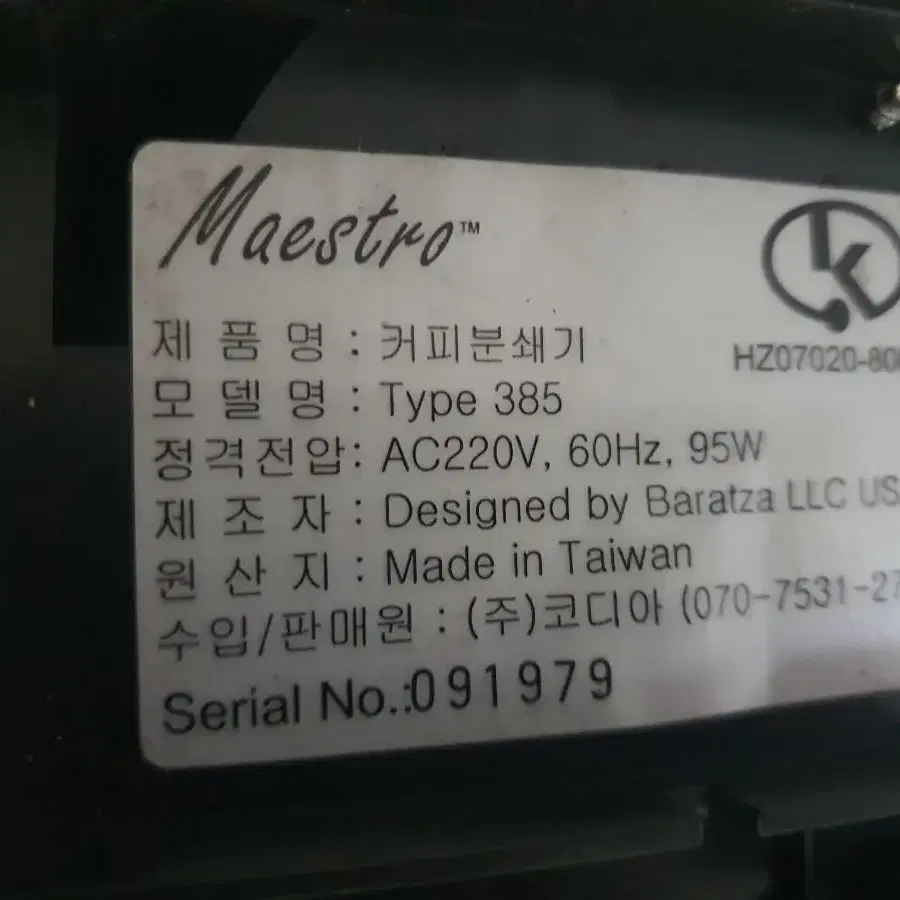 Maestro™
HZ07020-80
제 품 명 : 커피분쇄기
모 델 명 : Type 385
정격전압: AC220V, 60Hz, 95W
제 조 자 : Designed by Baratza LLC US
원 산 지 : Made in Taiwan
수입/판매원 : (주)코디아 (070-7531-27
Serial No.:091979